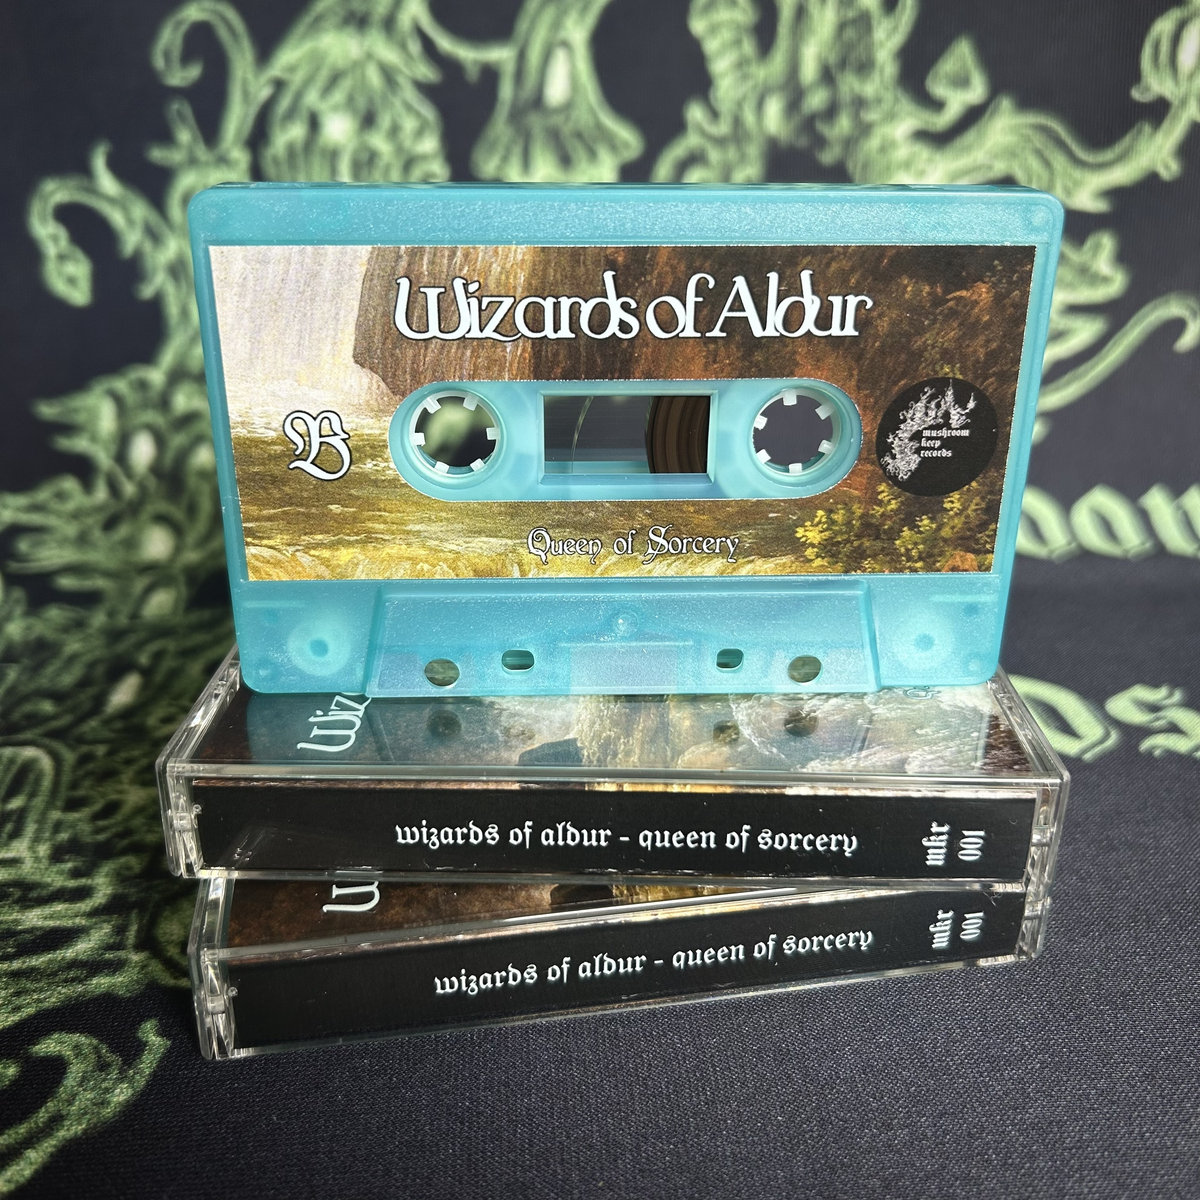 Wizards of Aldur
B
mushroom
keep
records
Queen of Sorcery
Wiz
wizards of aldur - queen of sorcery
mkr
001
W
wizards of aldur - queen of sorcery
mkr
001